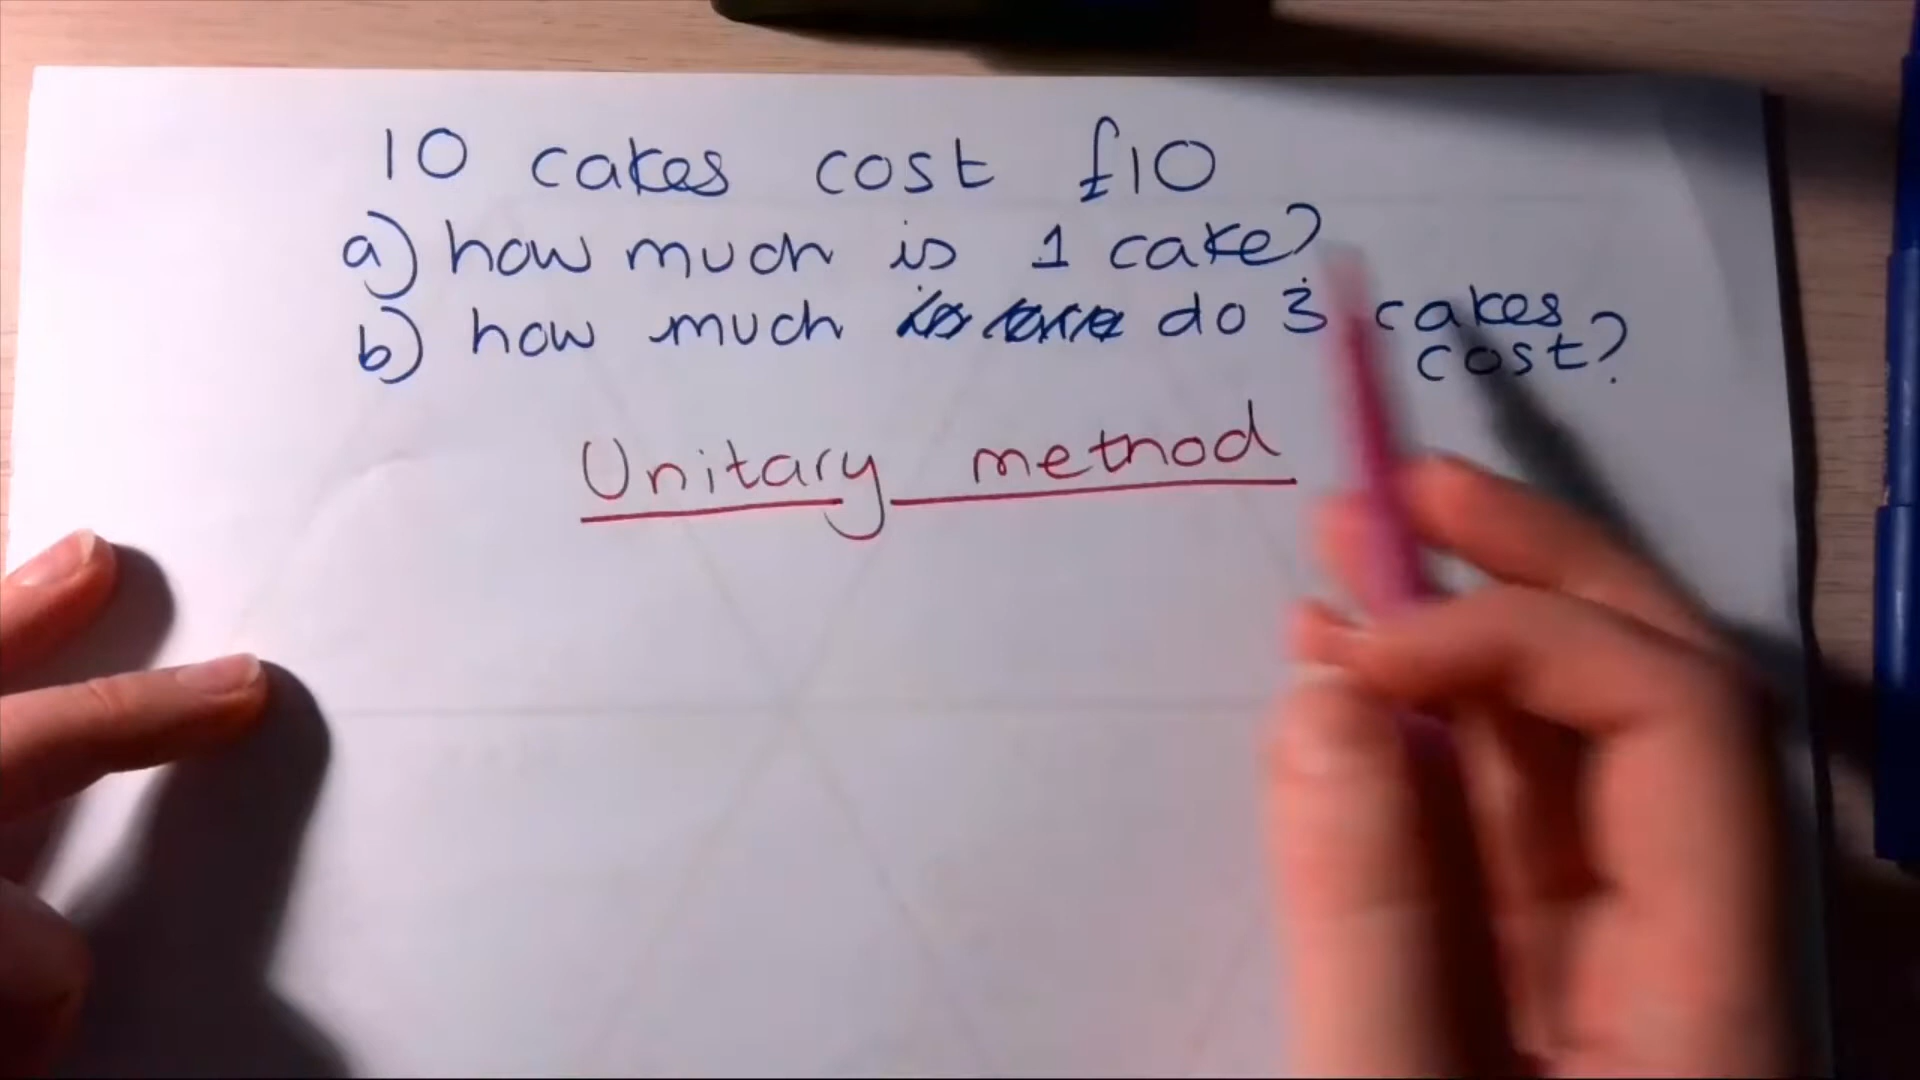 10 cakes cost £10
a) how much is 1 cake?
b) how much do 3 cakes
cost?
Unitary method